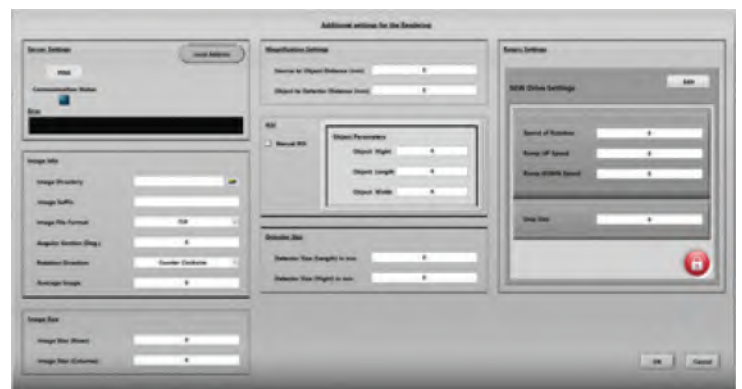 Additional settings for the Rendering
Server Settings
Local Address
PING
Communication Status
Error
Image Info
Image Directory
Image Suffix
Image File Format
Angular Section (Deg.)
Rotation Direction
Counter Clockwise
Average Image
Image Size
Image Size (Rows)
Image Size (Columns)
Magnification Settings
Source to Object Distance (mm)
Object to Detector Distance (mm)
ROI
Manual ROI
Object Parameters
Object Hight
Object Length
Object Width
Detector Size
Detector Size (Length) in mm
Detector Size (Hight) in mm
Rotary Settings
SEW Drive Settings
Edit
Speed of Rotation
Ramp UP Speed
Ramp DOWN Speed
Step Size
OK
Cancel